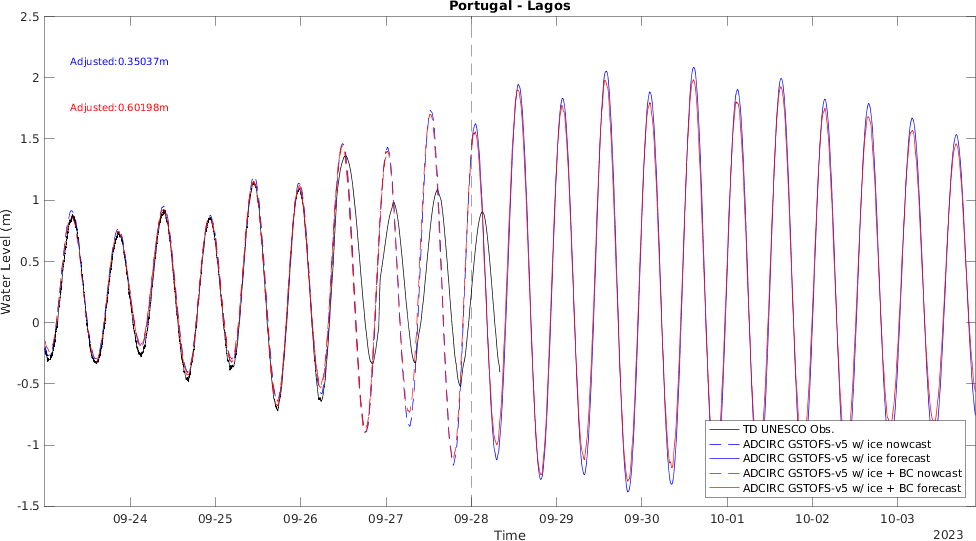 Portugal - Lagos
2.5
2
1.5
1
0.5
0
-0.5
-1
-1.5
Water Level (m)
Adjusted:0.35037m
Adjusted:0.60198m
TD UNESCO Obs.
ADCIRC GSTOFS-v5 w/ ice nowcast
ADCIRC GSTOFS-v5 w/ ice forecast
ADCIRC GSTOFS-v5 w/ ice + BC nowcast
ADCIRC GSTOFS-v5 w/ ice + BC forecast
09-24 09-25 09-26 09-27 09-28 09-29 09-30 10-01 10-02 10-03
Time
2023